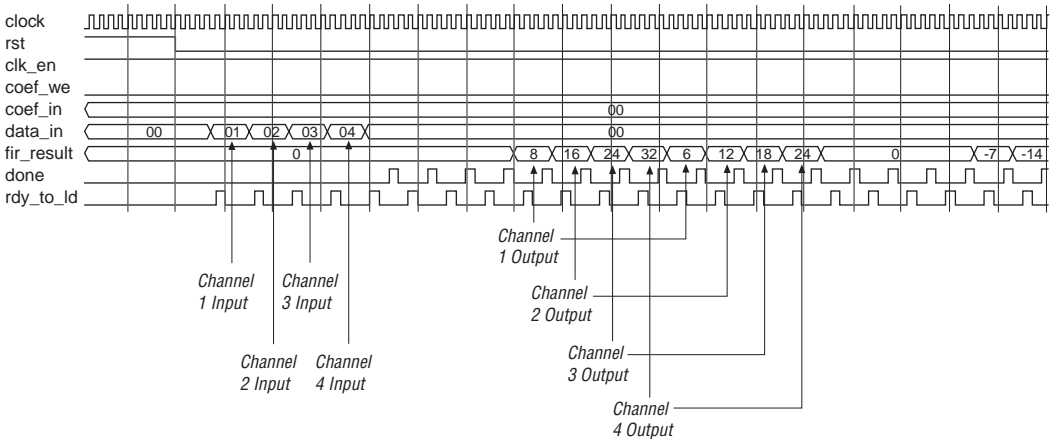 clock
rst
clk_en
coef_we
coef_in 00
data_in 00 01 02 03 04 00
fir_result 0 8 16 24 32 6 12 18 24 0 -7 -14
done
rdy_to_ld
Channel
1 Output
Channel
1 Input
Channel
3 Input
Channel
2 Output
Channel
2 Input
Channel
4 Input
Channel
3 Output
Channel
4 Output